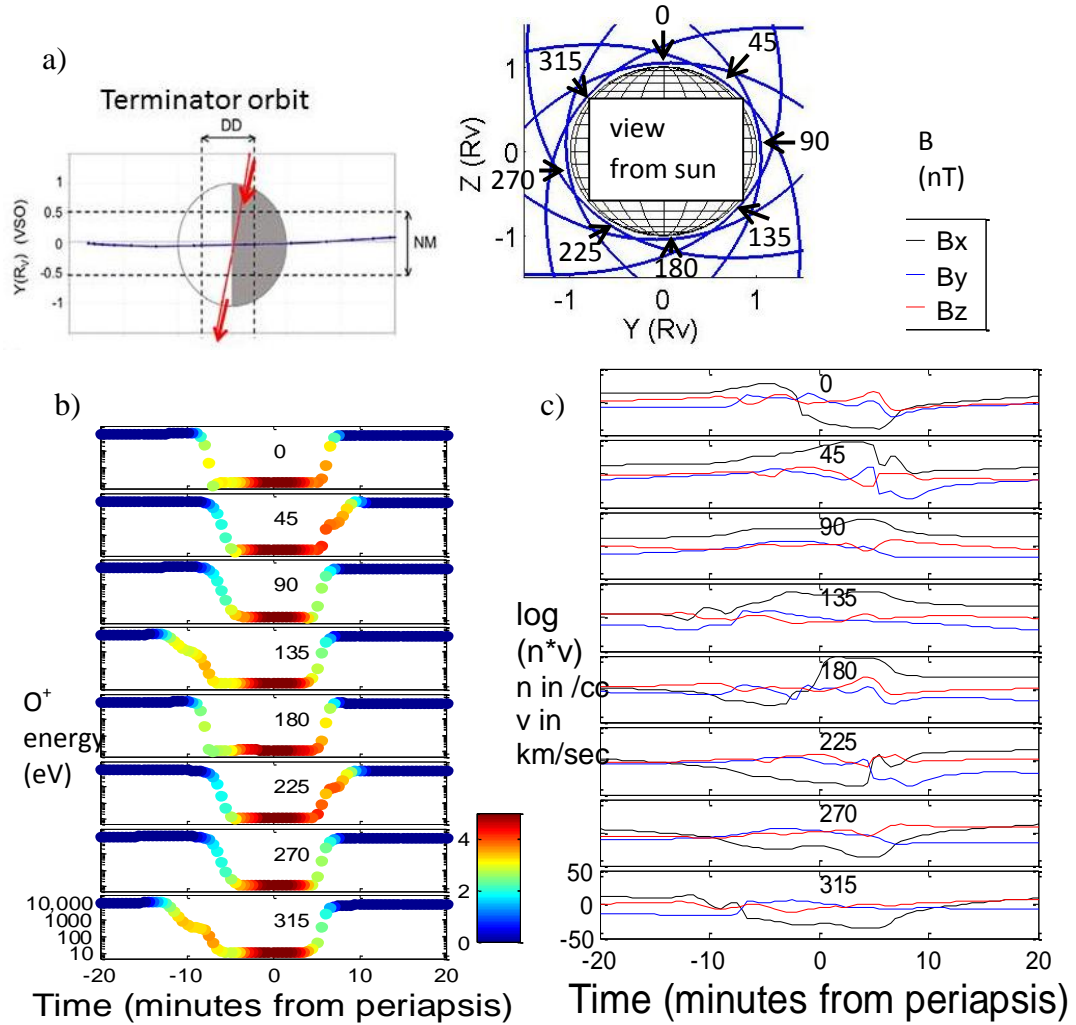 a)
Terminator orbit
DD
1
0.5
0
-0.5
-1
Y(Rᵥ) (VSO)
NM
0
45
315
1
view
from sun
90
Z (Rv)
0
270
135
225
-1
180
-1
0
1
Y (Rv)
B
(nT)
Bx
By
Bz
b)
0
45
90
135
180
225
270
315
O⁺
energy
(eV)
10,000
1000
100
10
-20
-10
0
10
20
Time (minutes from periapsis)
log
(n*v)
n in /cc
v in
km/sec
4
2
0
c)
0
45
90
135
180
225
270
315
50
0
-50
-20
-10
0
10
20
Time (minutes from periapsis)